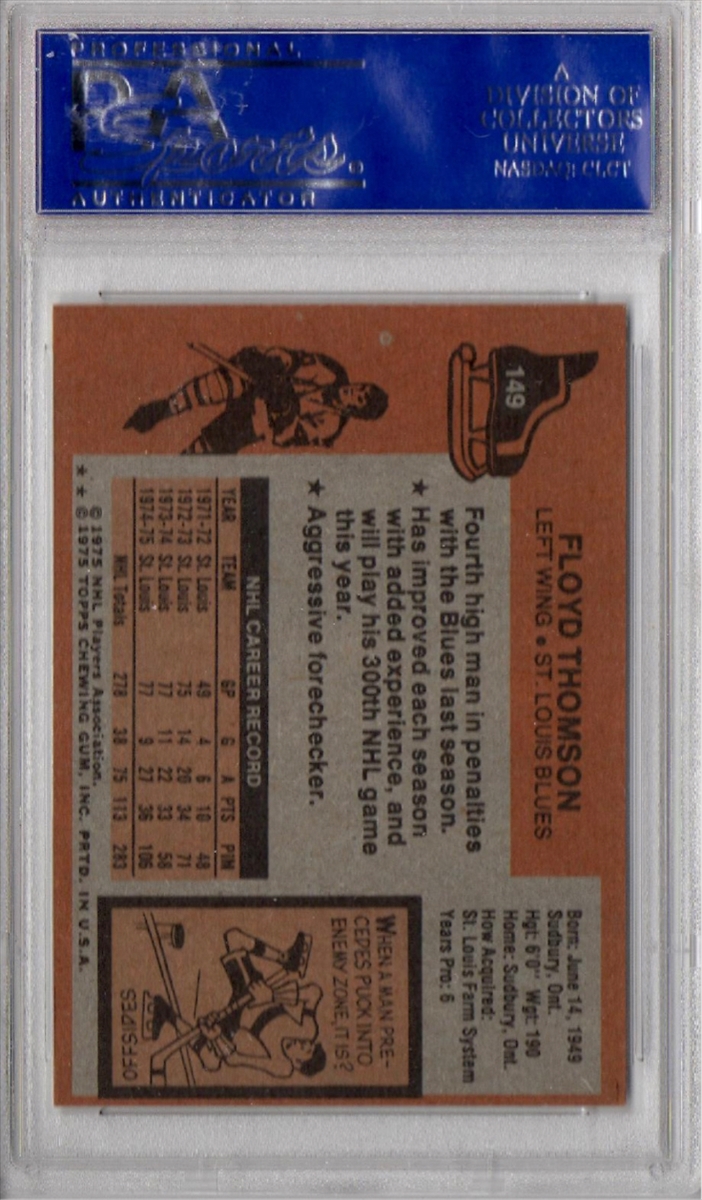 PROFESSIONAL
PSA
Sports
AUTHENTICATOR
A
DIVISION OF
COLLECTORS
UNIVERSE
NASDAQ: CLCT
149
FLOYD THOMSON
LEFT WING • ST. LOUIS BLUES
Fourth high man in penalties
with the Blues last season.
★ Has improved each season
with added experience, and
will play his 300th NHL game
this year.
★ Aggressive forechecker.
NHL CAREER RECORD
YEAR TEAM GP G A PTS PIM
1971-72 St. Louis 49 4 6 10 48
1972-73 St. Louis 75 14 20 34 71
1973-74 St. Louis 77 11 22 33 58
1974-75 St. Louis 77 9 27 36 106
NHL Totals 278 38 75 113 283
★ © 1975 NHL Players Association.
★ © 1975 TOPPS CHEWING GUM, INC. PRTD. IN U.S.A.
Born: June 14, 1949
Sudbury, Ont.
Hgt: 6'0" Wgt: 190
Home: Sudbury, Ont.
How Acquired:
St. Louis Farm System
Years Pro: 6
WHEN A MAN PRE-
CEDES PUCK INTO
ENEMY ZONE, IT IS?
OFFSIDES